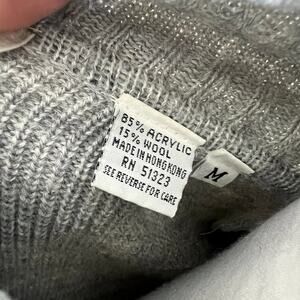 85% ACRYLIC
15% WOOL
MADE IN HONG KONG
RN 51323
SEE REVERSE FOR CARE
M